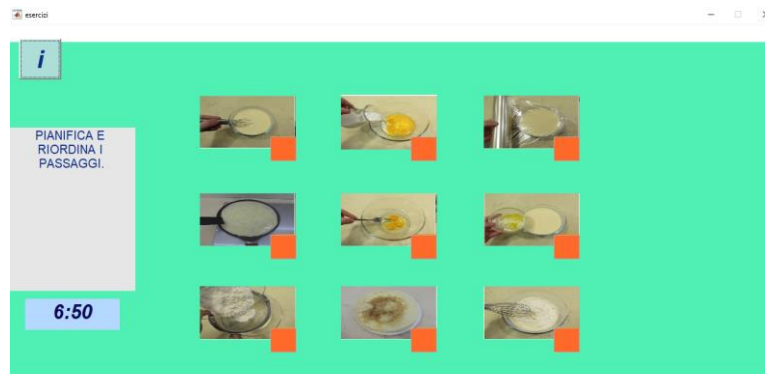 esercizi
i
PIANIFICA E
RIORDINA I
PASSAGGI.
6:50